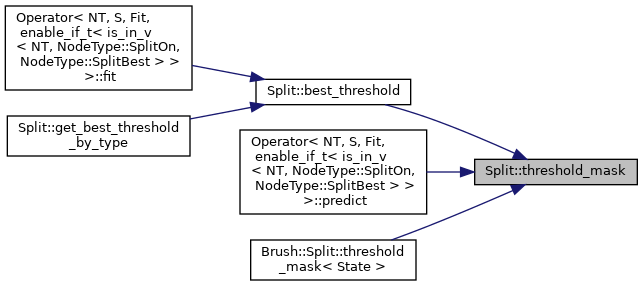 Operator< NT, S, Fit,
enable_if_t< is_in_v
< NT, NodeType::SplitOn,
NodeType::SplitBest > >
>::fit
Split::best_threshold
Split::get_best_threshold
_by_type
Operator< NT, S, Fit,
enable_if_t< is_in_v
< NT, NodeType::SplitOn,
NodeType::SplitBest > >
>::predict
Split::threshold_mask
Brush::Split::threshold
_mask< State >